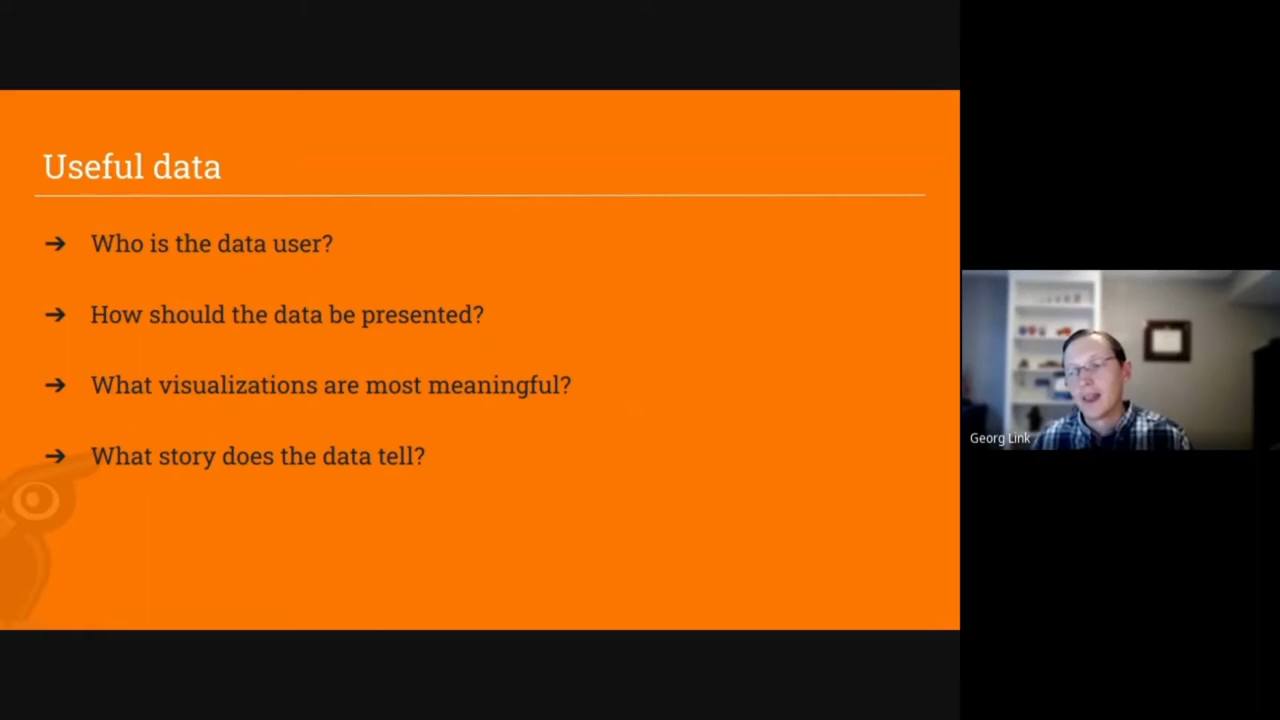 Useful data
➔ Who is the data user?
➔ How should the data be presented?
➔ What visualizations are most meaningful?
➔ What story does the data tell?
Georg Link